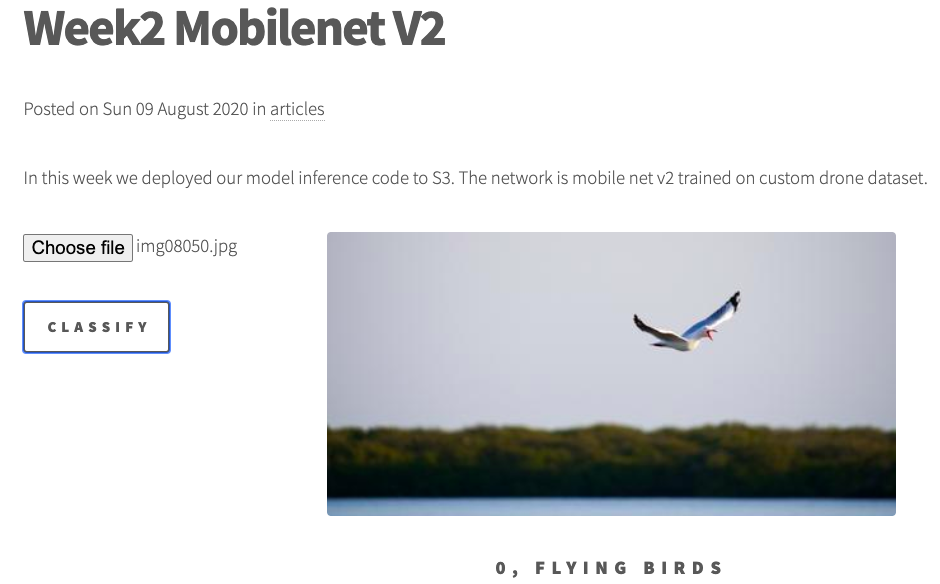 Week2 Mobilenet V2
Posted on Sun 09 August 2020 in articles
In this week we deployed our model inference code to S3. The network is mobile net v2 trained on custom drone dataset.
Choose file img08050.jpg
CLASSIFY
0, FLYING BIRDS